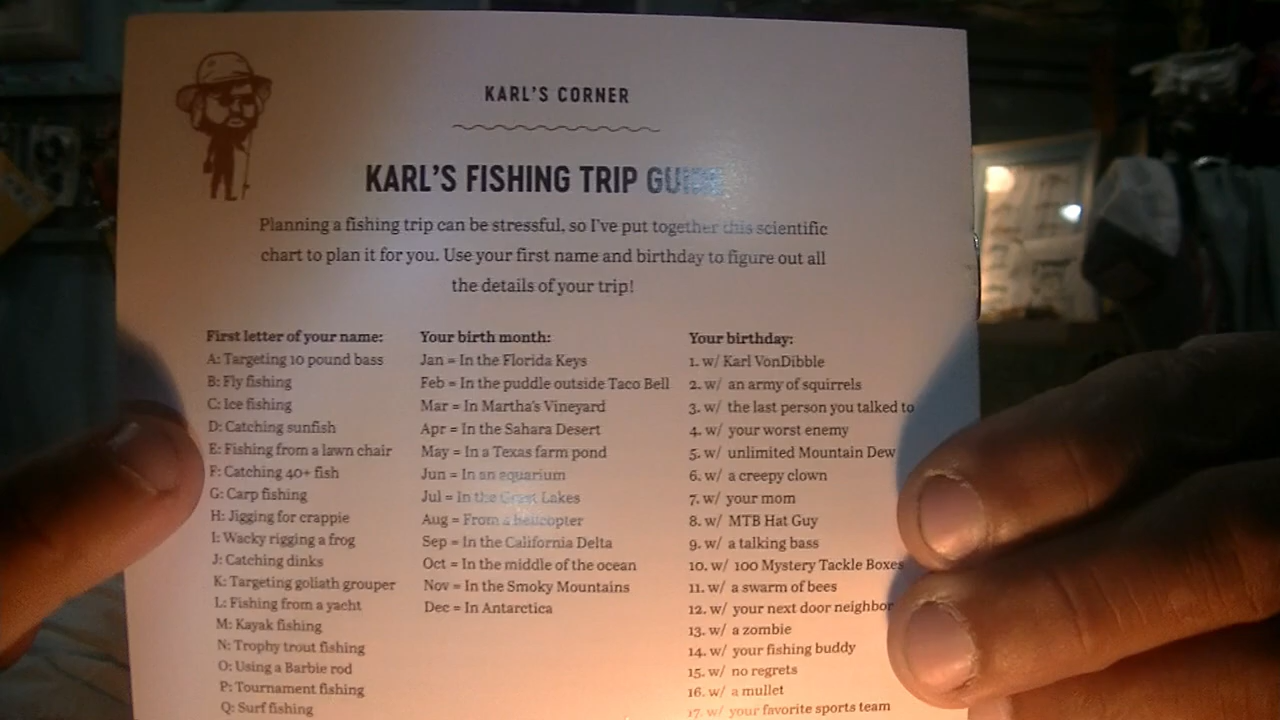 KARL'S CORNER
KARL'S FISHING TRIP GUIDE
Planning a fishing trip can be stressful, so I've put together this scientific
chart to plan it for you. Use your first name and birthday to figure out all
the details of your trip!
First letter of your name:
A: Targeting 10 pound bass
B: Fly fishing
C: Ice fishing
D: Catching sunfish
E: Fishing from a lawn chair
F: Catching 40+ fish
G: Carp fishing
H: Jigging for crappie
I: Wacky rigging a frog
J: Catching dinks
K: Targeting goliath grouper
L: Fishing from a yacht
M: Kayak fishing
N: Trophy trout fishing
O: Using a Barbie rod
P: Tournament fishing
Q: Surf fishing
Your birth month:
Jan = In the Florida Keys
Feb = In the puddle outside Taco Bell
Mar = In Martha's Vineyard
Apr = In the Sahara Desert
May = In a Texas farm pond
Jun = In an aquarium
Jul = In the Great Lakes
Aug = From a helicopter
Sep = In the California Delta
Oct = In the middle of the ocean
Nov = In the Smoky Mountains
Dec = In Antarctica
Your birthday:
1. w/ Karl VonDibble
2. w/ an army of squirrels
3. w/ the last person you talked to
4. w/ your worst enemy
5. w/ unlimited Mountain Dew
6. w/ a creepy clown
7. w/ your mom
8. w/ MTB Hat Guy
9. w/ a talking bass
10. w/ 100 Mystery Tackle Boxes
11. w/ a swarm of bees
12. w/ your next door neighbor
13. w/ a zombie
14. w/ your fishing buddy
15. w/ no regrets
16. w/ a mullet
17. w/ your favorite sports team